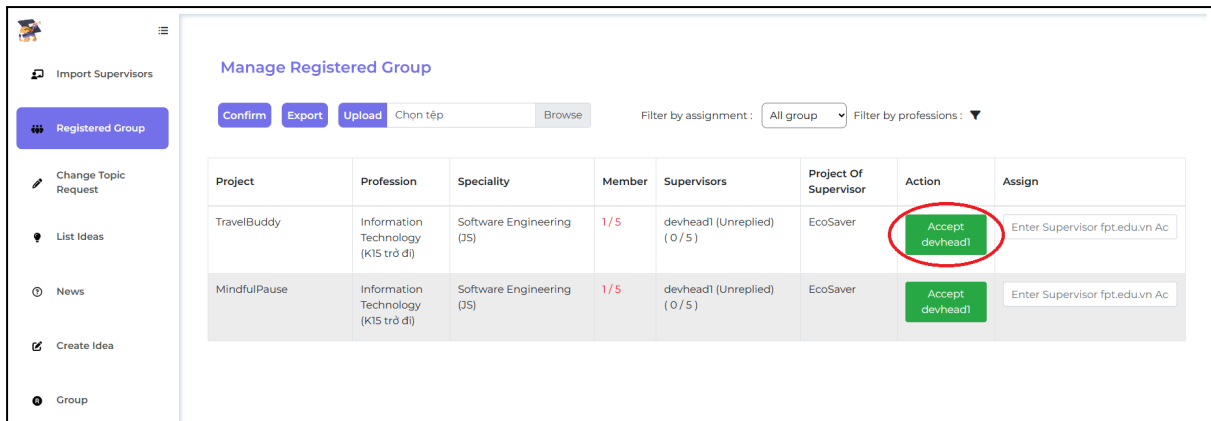 Import Supervisors
Registered Group
Change Topic
Request
List Ideas
News
Create Idea
Group
Manage Registered Group
Confirm Export Upload Chọn tệp Browse Filter by assignment : All group Filter by professions :
Project Profession Speciality Member Supervisors Project Of Supervisor Action Assign
TravelBuddy Information Technology (K15 trở đi) Software Engineering (JS) 1/5 devhead1 (Unreplied) ( 0 / 5 ) EcoSaver Accept devhead1 Enter Supervisor fpt.edu.vn Ac
MindfulPause Information Technology (K15 trở đi) Software Engineering (JS) 1/5 devhead1 (Unreplied) ( 0 / 5 ) EcoSaver Accept devhead1 Enter Supervisor fpt.edu.vn Ac